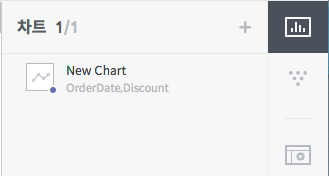 차트 1/1
New Chart
OrderDate,Discount